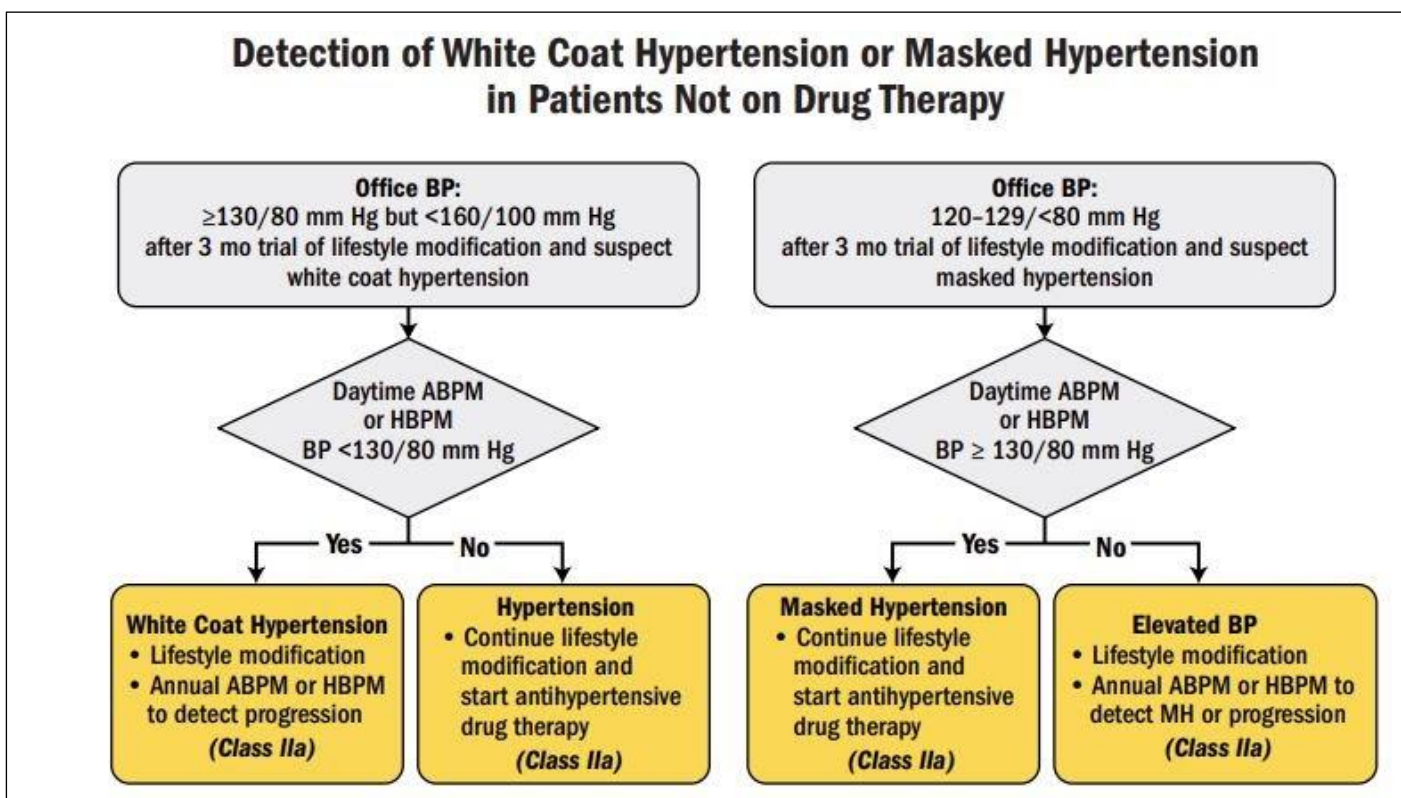 Detection of White Coat Hypertension or Masked Hypertension
in Patients Not on Drug Therapy
Office BP:
≥130/80 mm Hg but <160/100 mm Hg
after 3 mo trial of lifestyle modification and suspect
white coat hypertension
Office BP:
120–129/<80 mm Hg
after 3 mo trial of lifestyle modification and suspect
masked hypertension
Daytime ABPM
or HBPM
BP <130/80 mm Hg
Daytime ABPM
or HBPM
BP ≥ 130/80 mm Hg
Yes
No
Yes
No
White Coat Hypertension
• Lifestyle modification
• Annual ABPM or HBPM
to detect progression
(Class IIa)
Hypertension
• Continue lifestyle
modification and
start antihypertensive
drug therapy
(Class IIa)
Masked Hypertension
• Continue lifestyle
modification and
start antihypertensive
drug therapy
(Class IIa)
Elevated BP
• Lifestyle modification
• Annual ABPM or HBPM to
detect MH or progression
(Class IIa)